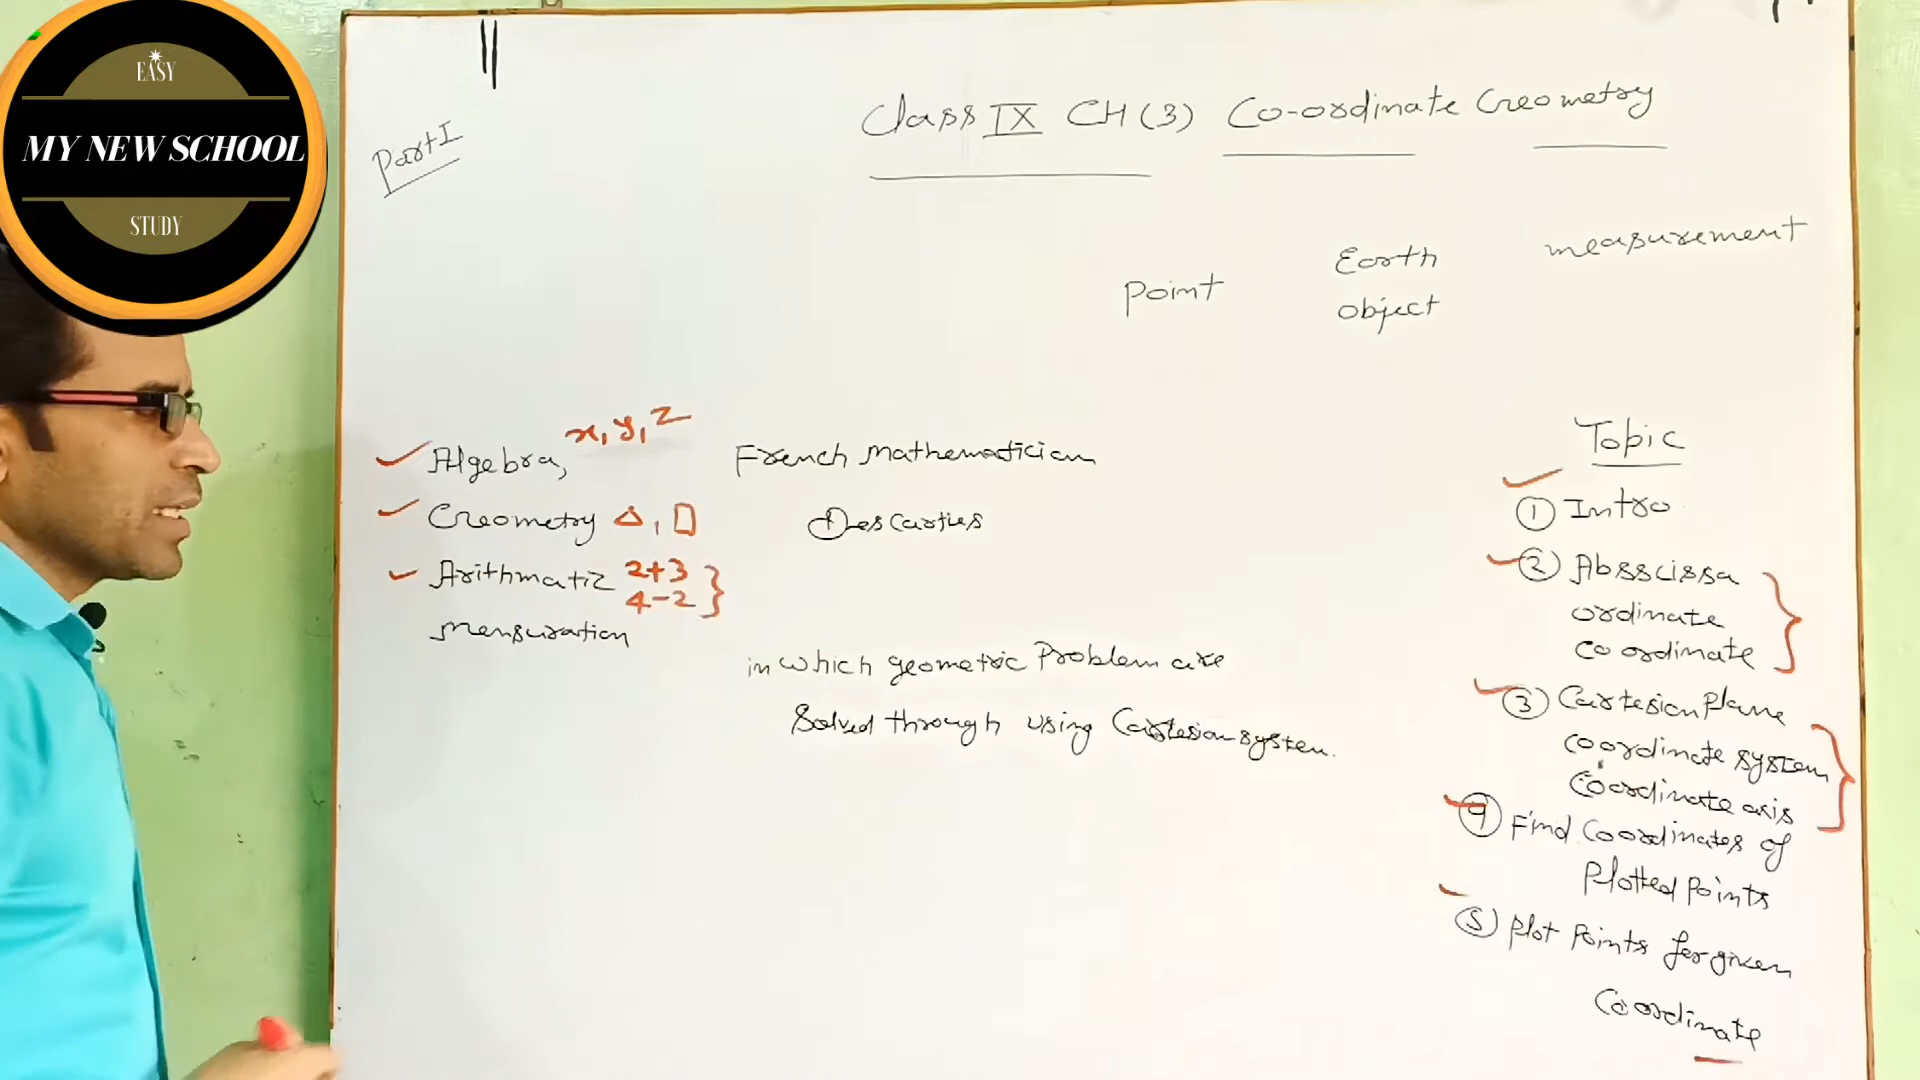 EASY
MY NEW SCHOOL
STUDY
Part I
Class IX CH (3) Co-ordinate Geometry
Point Earth measurement
object
Algebra, x, y, z
Geometry △, □
Arithmatic 2+3
4-2
Mensuration
French Mathematician
Descartes
in which geometric Problem are
Solved through using Cartesian system.
Topic
① Intro
② Absscissa
ordinate
coordinate
③ Cartesian Plane
coordinate system
Coordinate axis
④ Find Coordinates of
Plotted Points
⑤ Plot Points for given
Coordinate